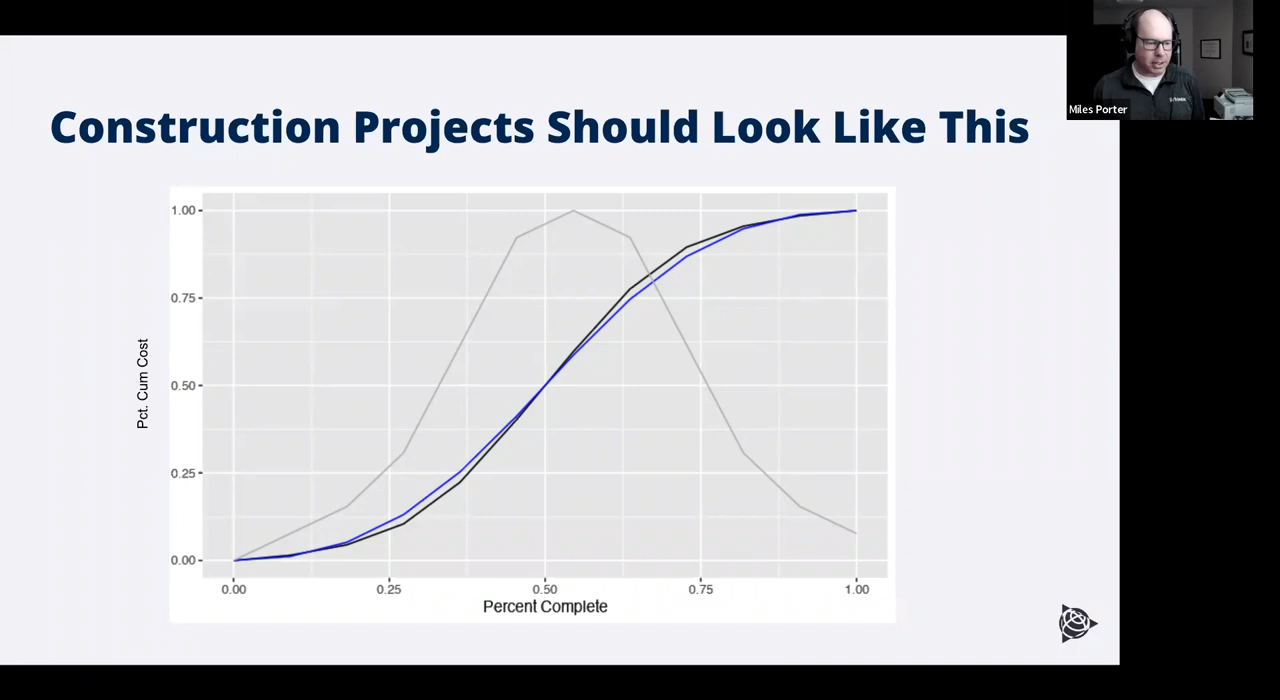 Miles Porter
Construction Projects Should Look Like This
1.00
0.75
0.50
0.25
0.00
Pct. Cum Cost
0.00 0.25 0.50 0.75 1.00
Percent Complete